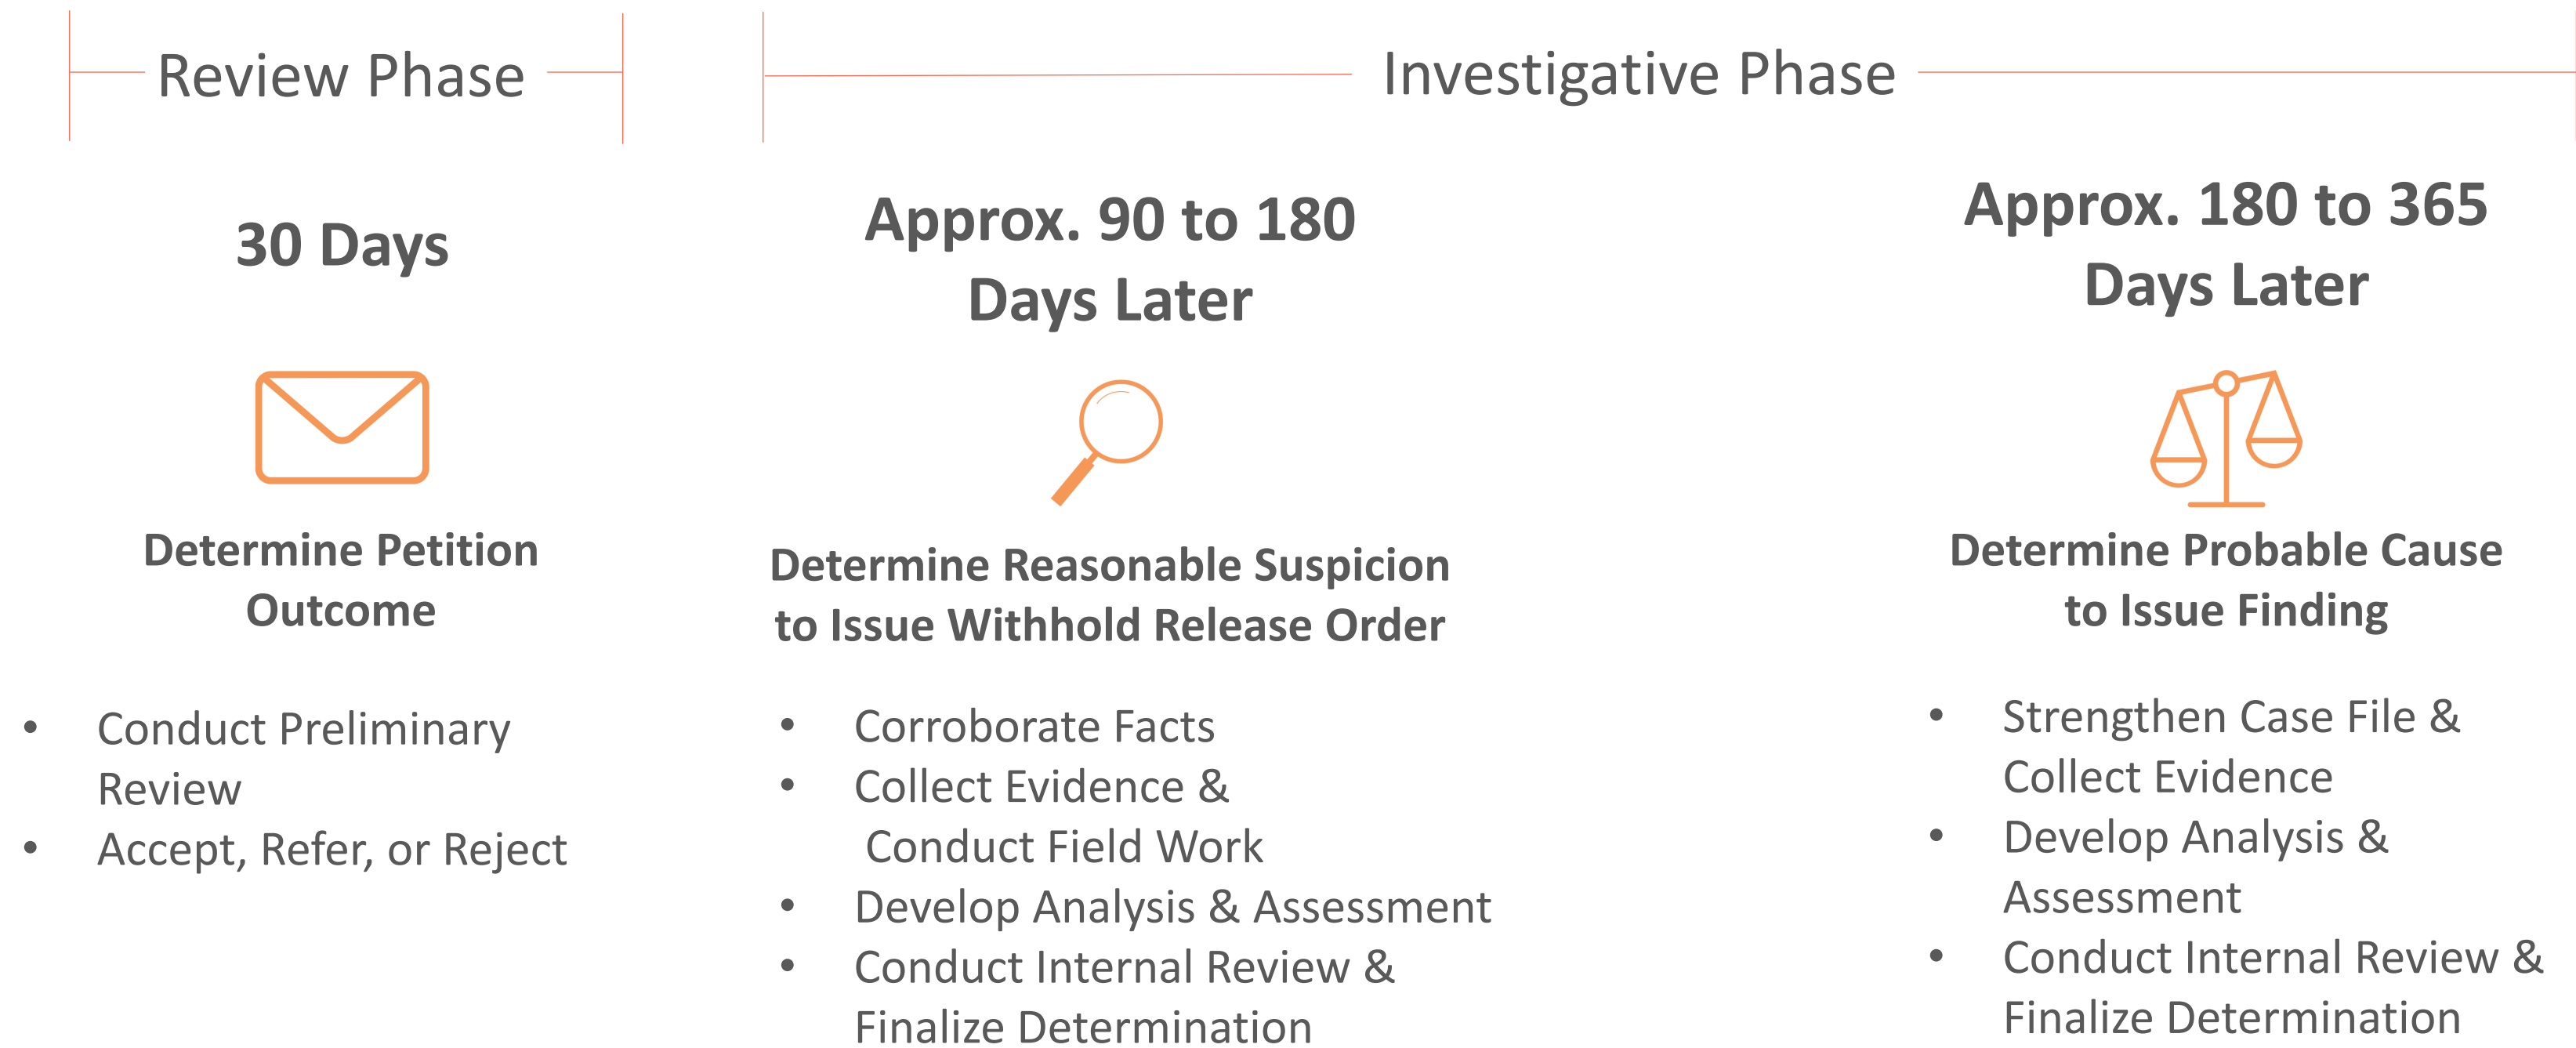 Review Phase
Investigative Phase
30 Days
Determine Petition
Outcome
• Conduct Preliminary
Review
• Accept, Refer, or Reject
Approx. 90 to 180
Days Later
Determine Reasonable Suspicion
to Issue Withhold Release Order
• Corroborate Facts
• Collect Evidence &
Conduct Field Work
• Develop Analysis & Assessment
• Conduct Internal Review &
Finalize Determination
Approx. 180 to 365
Days Later
Determine Probable Cause
to Issue Finding
• Strengthen Case File &
Collect Evidence
• Develop Analysis &
Assessment
• Conduct Internal Review &
Finalize Determination